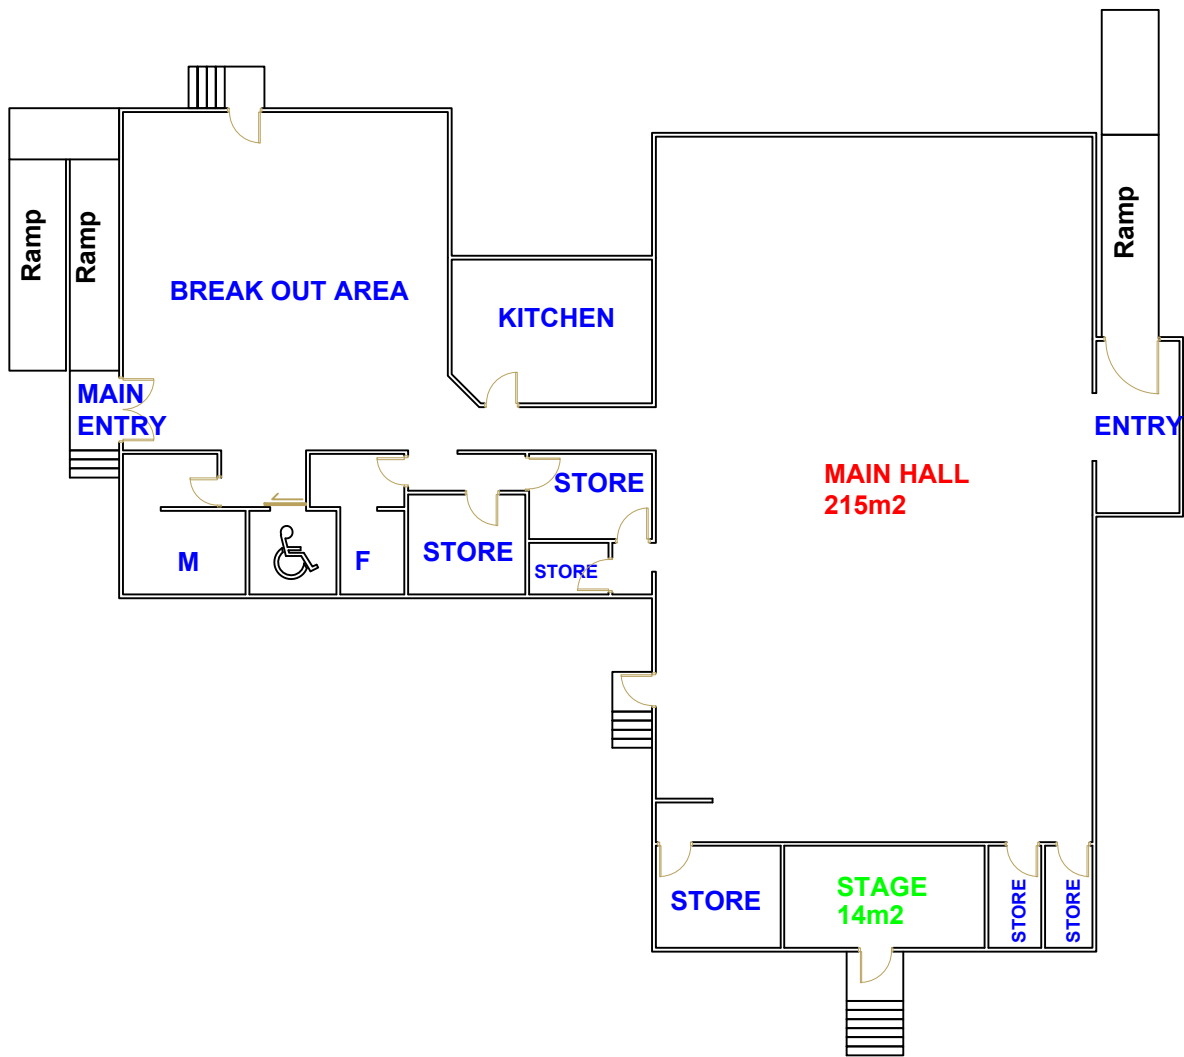 Ramp
Ramp
Ramp
BREAK OUT AREA
KITCHEN
MAIN
ENTRY
ENTRY
MAIN HALL
215m2
STORE
STORE
STORE
M
F
STORE
STAGE
14m2
STORE
STORE